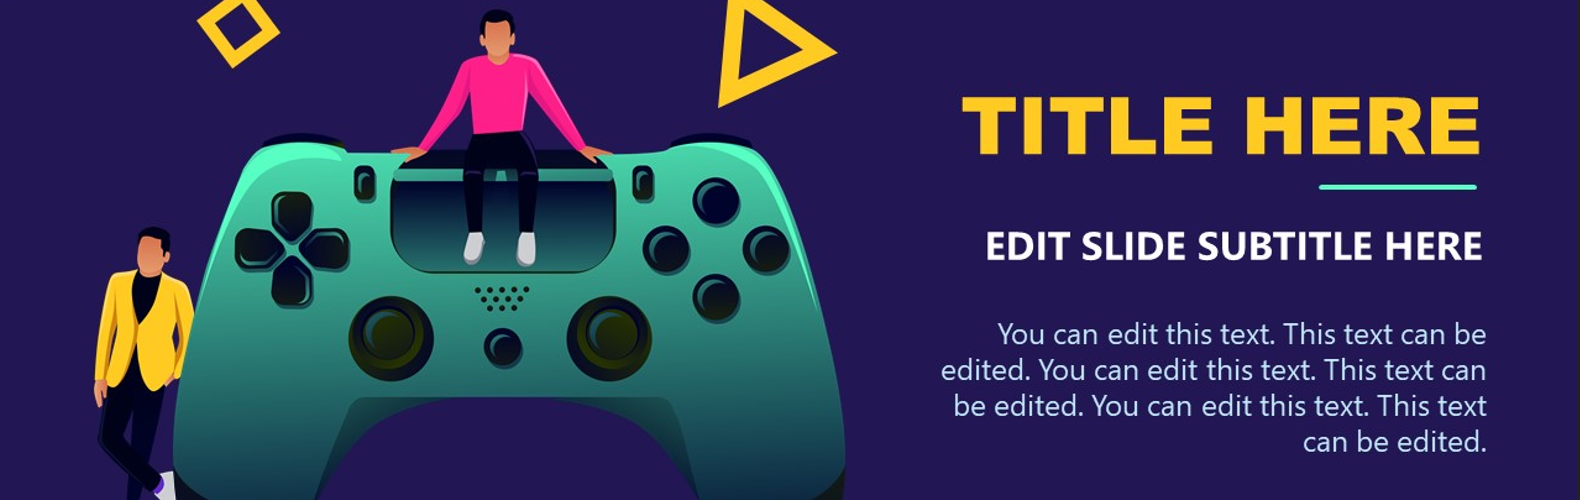 TITLE HERE
EDIT SLIDE SUBTITLE HERE
You can edit this text. This text can be
edited. You can edit this text. This text can
be edited. You can edit this text. This text
can be edited.